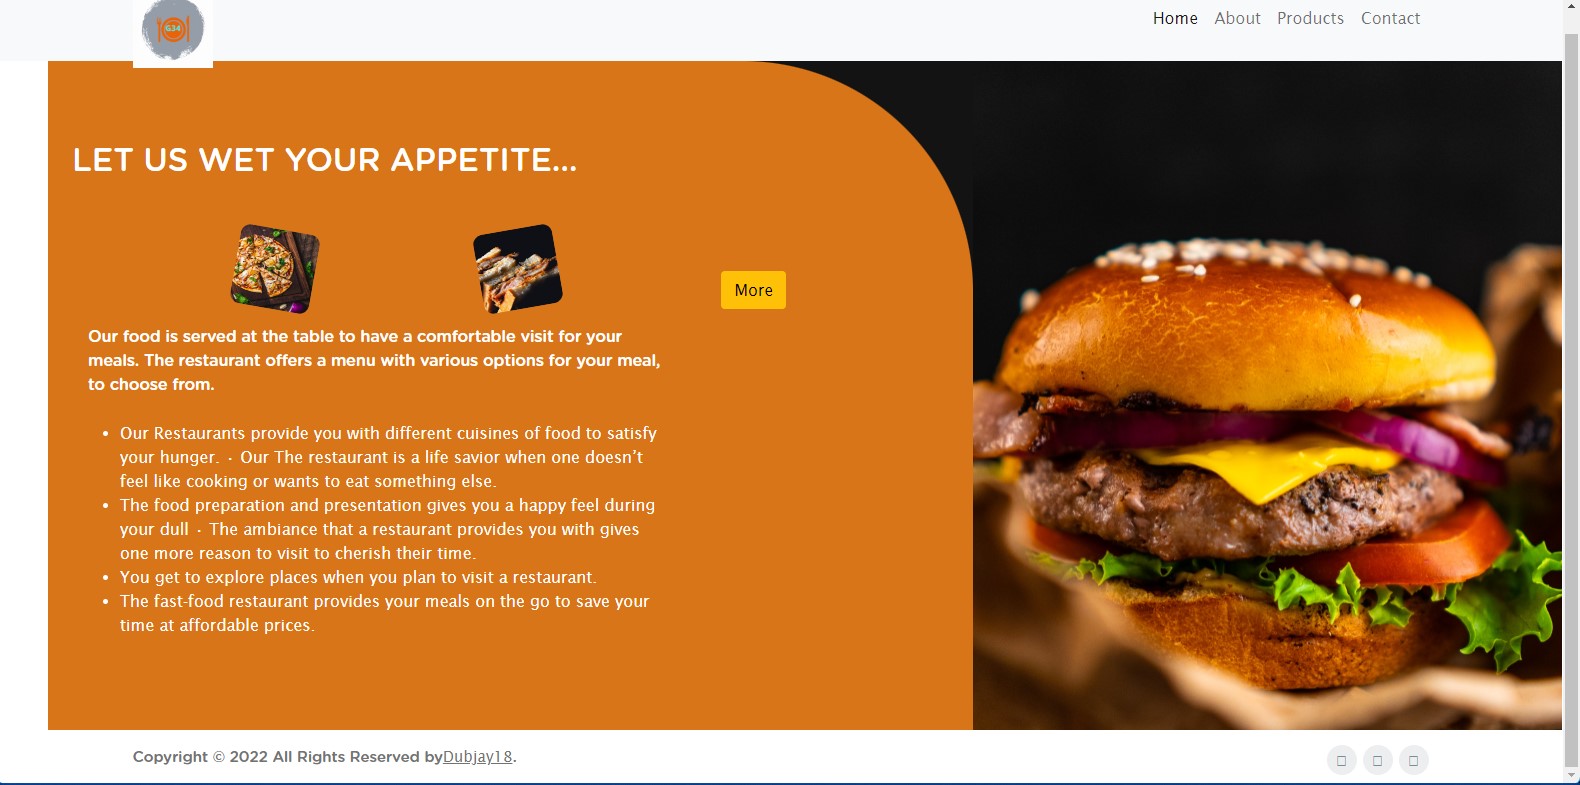 G34
Home About Products Contact
LET US WET YOUR APPETITE...
More
Our food is served at the table to have a comfortable visit for your
meals. The restaurant offers a menu with various options for your meal,
to choose from.
• Our Restaurants provide you with different cuisines of food to satisfy
your hunger. · Our The restaurant is a life savior when one doesn’t
feel like cooking or wants to eat something else.
• The food preparation and presentation gives you a happy feel during
your dull · The ambiance that a restaurant provides you with gives
one more reason to visit to cherish their time.
• You get to explore places when you plan to visit a restaurant.
• The fast-food restaurant provides your meals on the go to save your
time at affordable prices.
Copyright © 2022 All Rights Reserved byDubjay18.